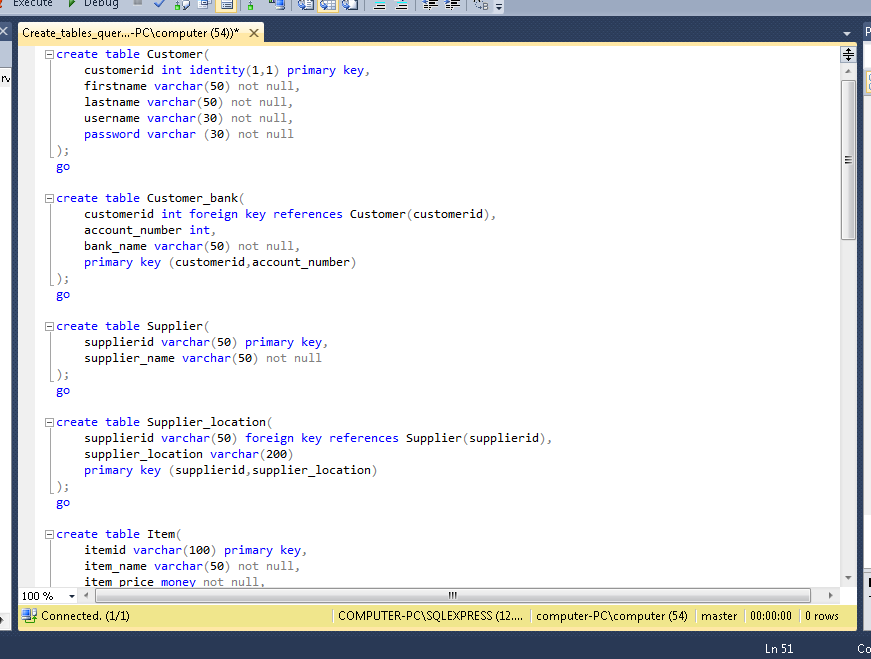 Execute Debug
Create_tables_quer...-PC\computer (54))*
create table Customer(
customerid int identity(1,1) primary key,
firstname varchar(50) not null,
lastname varchar(50) not null,
username varchar(30) not null,
password varchar (30) not null
);
go
create table Customer_bank(
customerid int foreign key references Customer(customerid),
account_number int,
bank_name varchar(50) not null,
primary key (customerid,account_number)
);
go
create table Supplier(
supplierid varchar(50) primary key,
supplier_name varchar(50) not null
);
go
create table Supplier_location(
supplierid varchar(50) foreign key references Supplier(supplierid),
supplier_location varchar(200)
primary key (supplierid,supplier_location)
);
go
create table Item(
itemid varchar(100) primary key,
item_name varchar(50) not null,
item_price money not null,
100 %
Connected. (1/1) COMPUTER-PC\SQLEXPRESS (12.... computer-PC\computer (54) master 00:00:00 0 rows
Ln 51